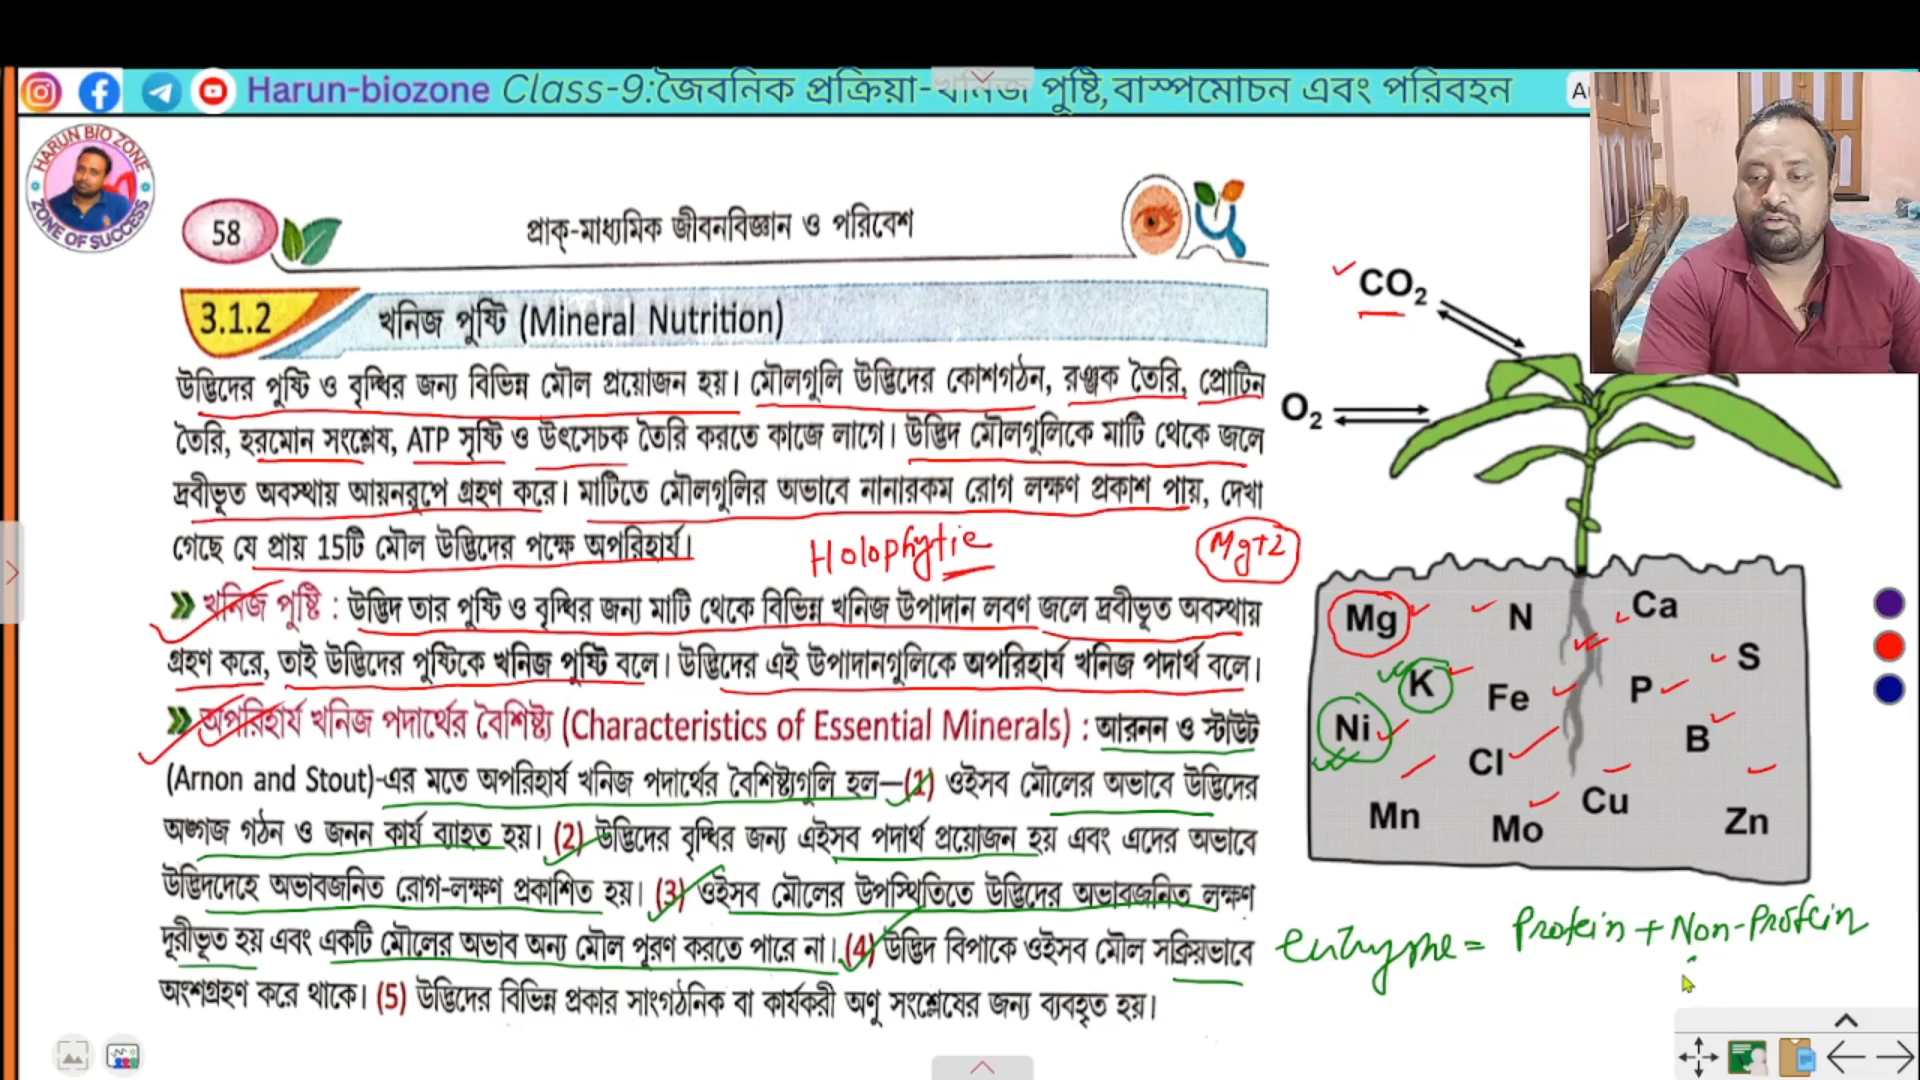 Harun-biozone Class-9:জৈবনিক প্রক্রিয়া-খনিজ পুষ্টি,বাস্পমোচন এবং পরিবহন
HARUN BIO ZONE
ZONE OF SUCCESS
58
প্রাক্-মাধ্যমিক জীবনবিজ্ঞান ও পরিবেশ
3.1.2 খনিজ পুষ্টি (Mineral Nutrition)
উদ্ভিদের পুষ্টি ও বৃদ্ধির জন্য বিভিন্ন মৌল প্রয়োজন হয়। মৌলগুলি উদ্ভিদের কোশগঠন, রঞ্জক তৈরি, প্রোটিন
তৈরি, হরমোন সংশ্লেষ, ATP সৃষ্টি ও উৎসেচক তৈরি করতে কাজে লাগে। উদ্ভিদ মৌলগুলিকে মাটি থেকে জলে
দ্রবীভূত অবস্থায় আয়নরূপে গ্রহণ করে। মাটিতে মৌলগুলির অভাবে নানারকম রোগ লক্ষণ প্রকাশ পায়, দেখা
গেছে যে প্রায় 15টি মৌল উদ্ভিদের পক্ষে অপরিহার্য।
Holophytic
Mg+2
খনিজ পুষ্টি : উদ্ভিদ তার পুষ্টি ও বৃদ্ধির জন্য মাটি থেকে বিভিন্ন খনিজ উপাদান লবণ জলে দ্রবীভূত অবস্থায়
গ্রহণ করে, তাই উদ্ভিদের পুষ্টিকে খনিজ পুষ্টি বলে। উদ্ভিদের এই উপাদানগুলিকে অপরিহার্য খনিজ পদার্থ বলে।
অপরিহার্য খনিজ পদার্থের বৈশিষ্ট্য (Characteristics of Essential Minerals) : আরনন ও স্টাউট
(Arnon and Stout)-এর মতে অপরিহার্য খনিজ পদার্থের বৈশিষ্ট্যগুলি হল—(1) ওইসব মৌলের অভাবে উদ্ভিদের
অঙ্গজ গঠন ও জনন কার্য ব্যাহত হয়। (2) উদ্ভিদের বৃদ্ধির জন্য এইসব পদার্থ প্রয়োজন হয় এবং এদের অভাবে
উদ্ভিদদেহে অভাবজনিত রোগ-লক্ষণ প্রকাশিত হয়। (3) ওইসব মৌলের উপস্থিতিতে উদ্ভিদের অভাবজনিত লক্ষণ
দূরীভূত হয় এবং একটি মৌলের অভাব অন্য মৌল পূরণ করতে পারে না। (4) উদ্ভিদ বিপাকে ওইসব মৌল সক্রিয়ভাবে
অংশগ্রহণ করে থাকে। (5) উদ্ভিদের বিভিন্ন প্রকার সাংগঠনিক বা কার্যকরী অণু সংশ্লেষের জন্য ব্যবহৃত হয়।
CO₂
O₂
Mg N Ca
K Fe P S
Ni Cl B
Mn Mo Cu Zn
enzyme = Protein + Non-Protein